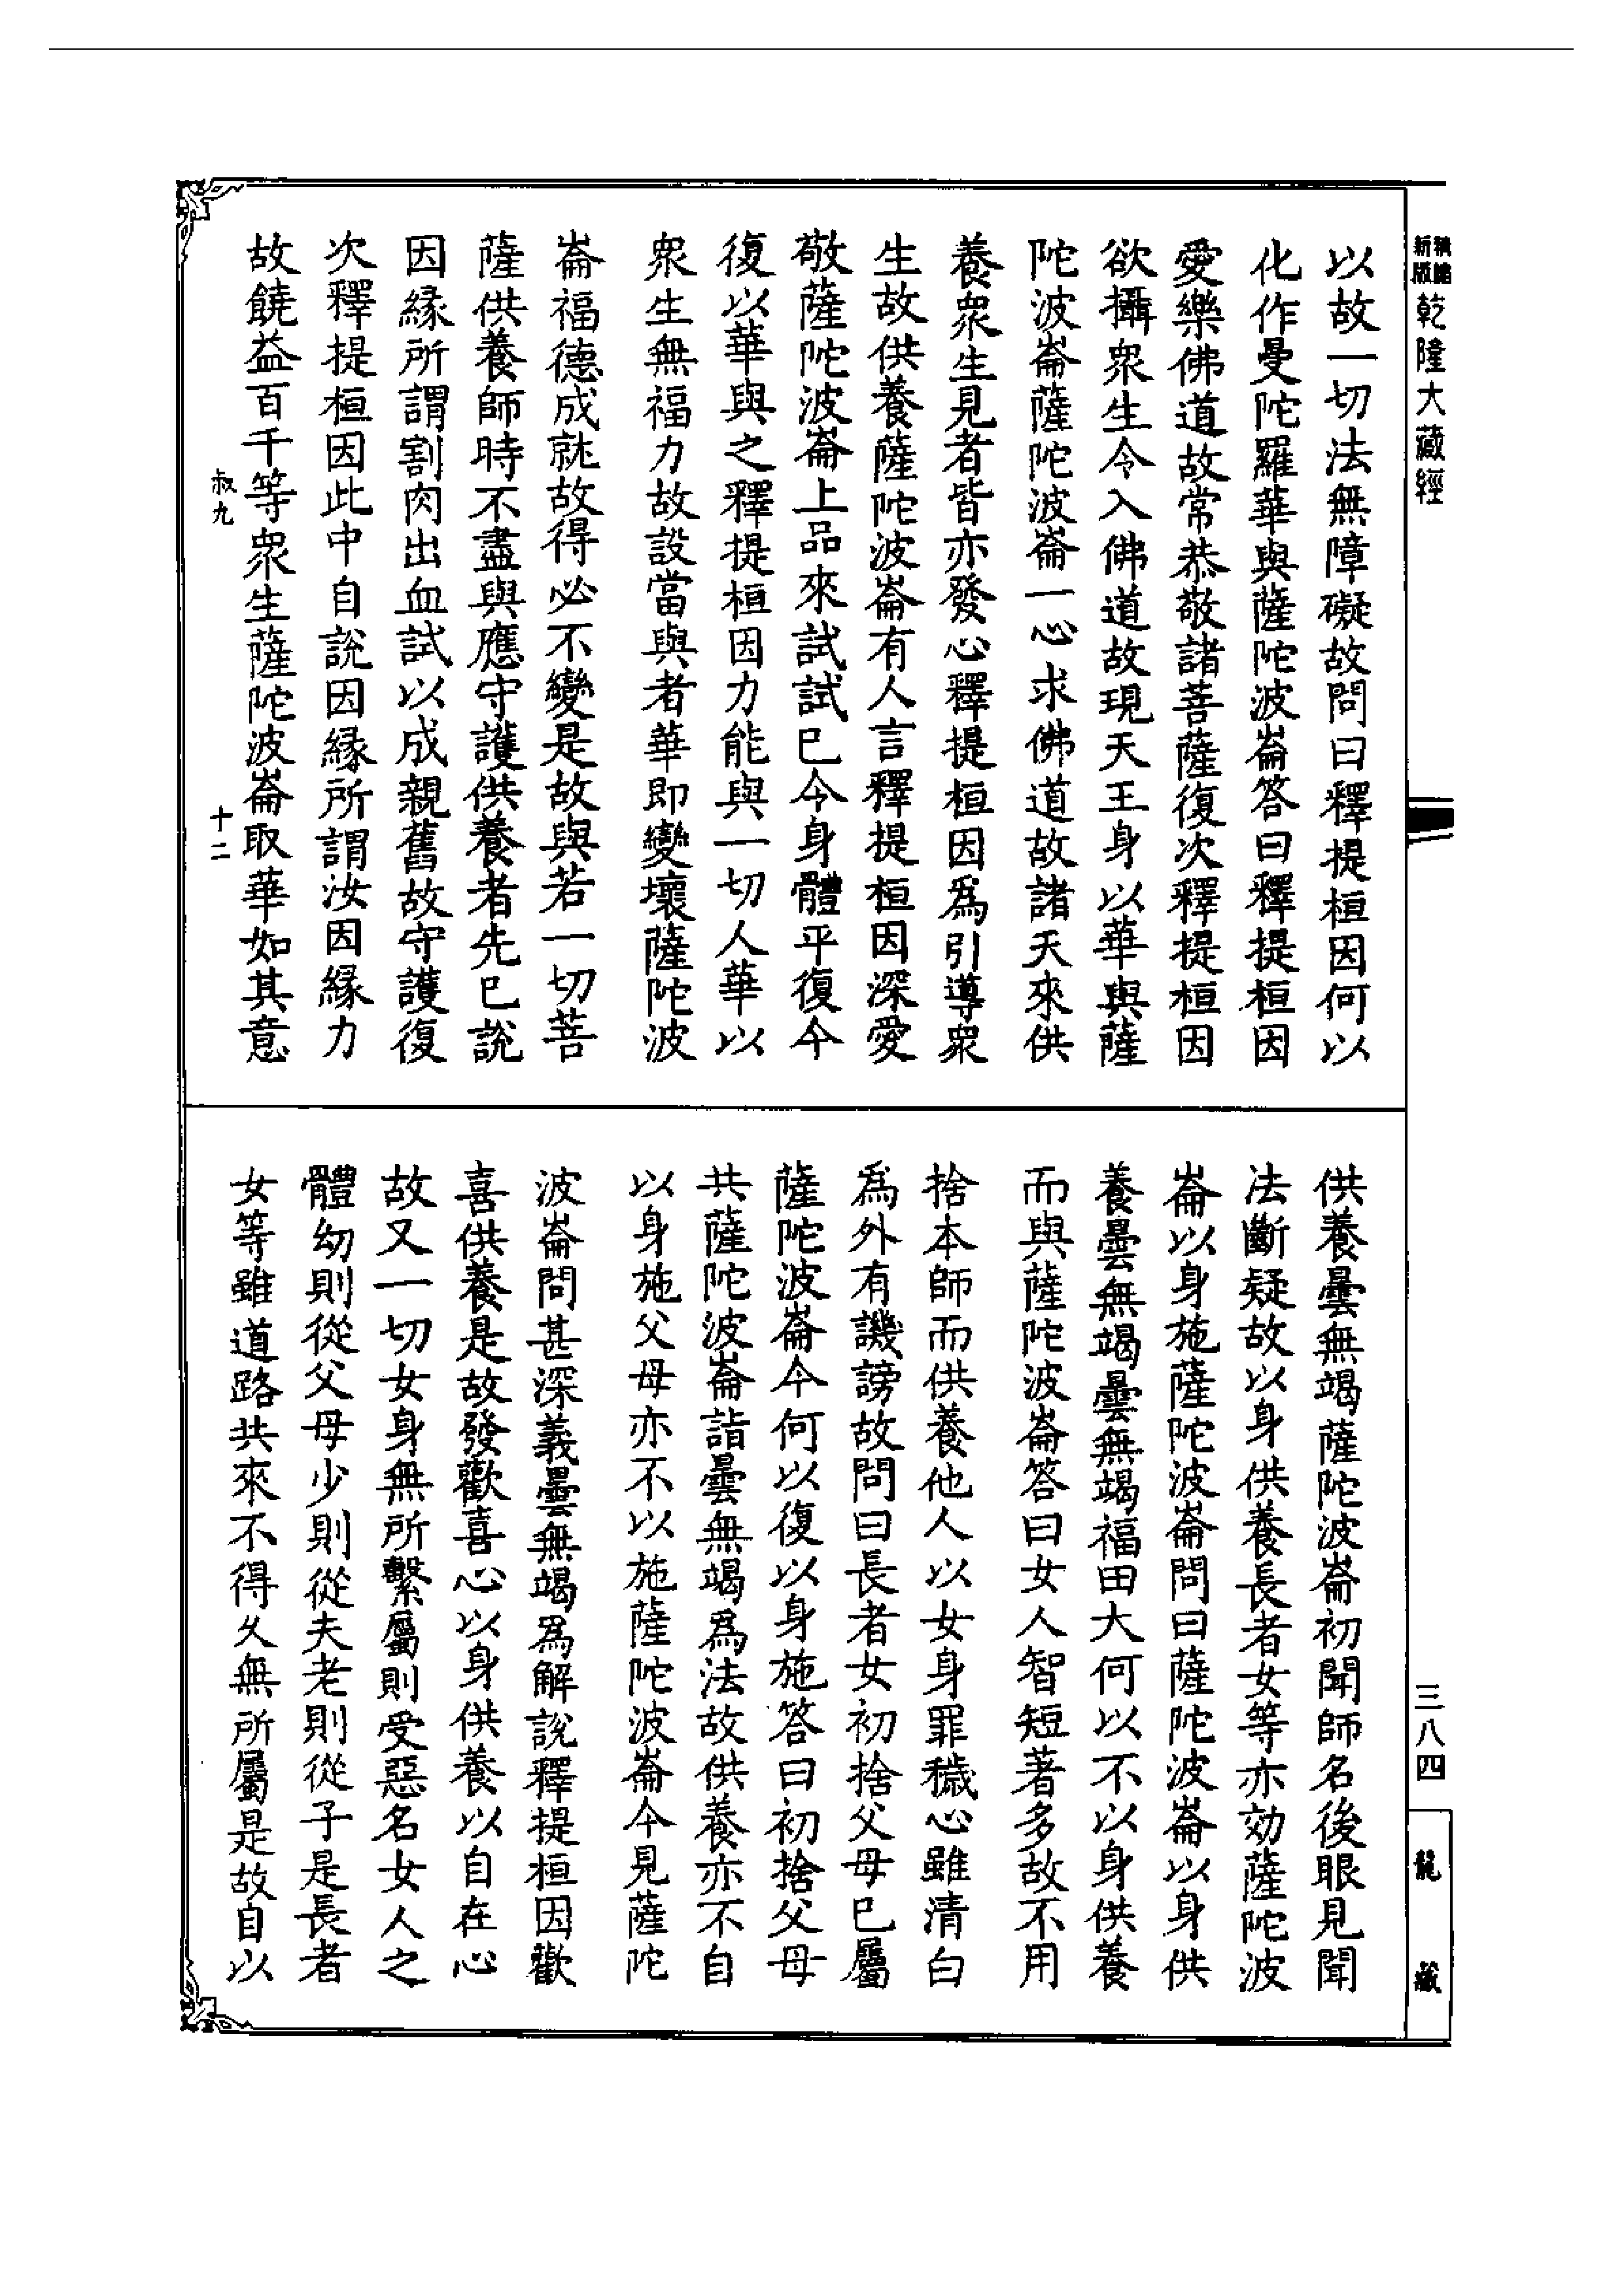 精縮新版乾隆大藏經
以故一切法無障礙故問曰釋提桓因何以
化作曼陀羅華與薩陀波崙答曰釋提桓因
愛樂佛道故常恭敬諸菩薩復次釋提桓因
欲攝眾生令入佛道故現天王身以華與薩
陀波崙薩陀波崙一心求佛道故諸天來供
養眾生見者皆亦發心釋提桓因為引導眾
生故供養薩陀波崙有人言釋提桓因深愛
敬薩陀波崙上品來試試已今身體平復今
復以華與之釋提桓因力能與一切人華以
眾生無福力故設當與者華即變壞薩陀波
崙福德成就故得必不變是故與若一切菩
薩供養師時不盡與應守護供養者先已說
因緣所謂割肉出血試以成親舊故守護復
次釋提桓因此中自說因緣所謂汝因緣力
故饒益百千等眾生薩陀波崙取華如其意
叔九
十二
供養曇無竭薩陀波崙初聞師名後眼見聞
法斷疑故以身供養長者女等亦効薩陀波
崙以身施薩陀波崙問曰薩陀波崙以身供
養曇無竭曇無竭福田大何以不以身供養
而與薩陀波崙答曰女人智短著多故不用
捨本師而供養他人以女身罪穢心雖清白
為外有譏謗故問曰長者女初捨父母已屬
薩陀波崙今何以復以身施答曰初捨父母
共薩陀波崙詣曇無竭為法故供養亦不自
以身施父母亦不以施薩陀波崙今見薩陀
波崙問甚深義曇無竭為解說釋提桓因歡
喜供養是故發歡喜心以身供養以自在心
故又一切女身無所繫屬則受惡名女人之
體幼則從父母少則從夫老則從子是長者
女等雖道路共來不得久無所屬是故自以
三八四
龍藏